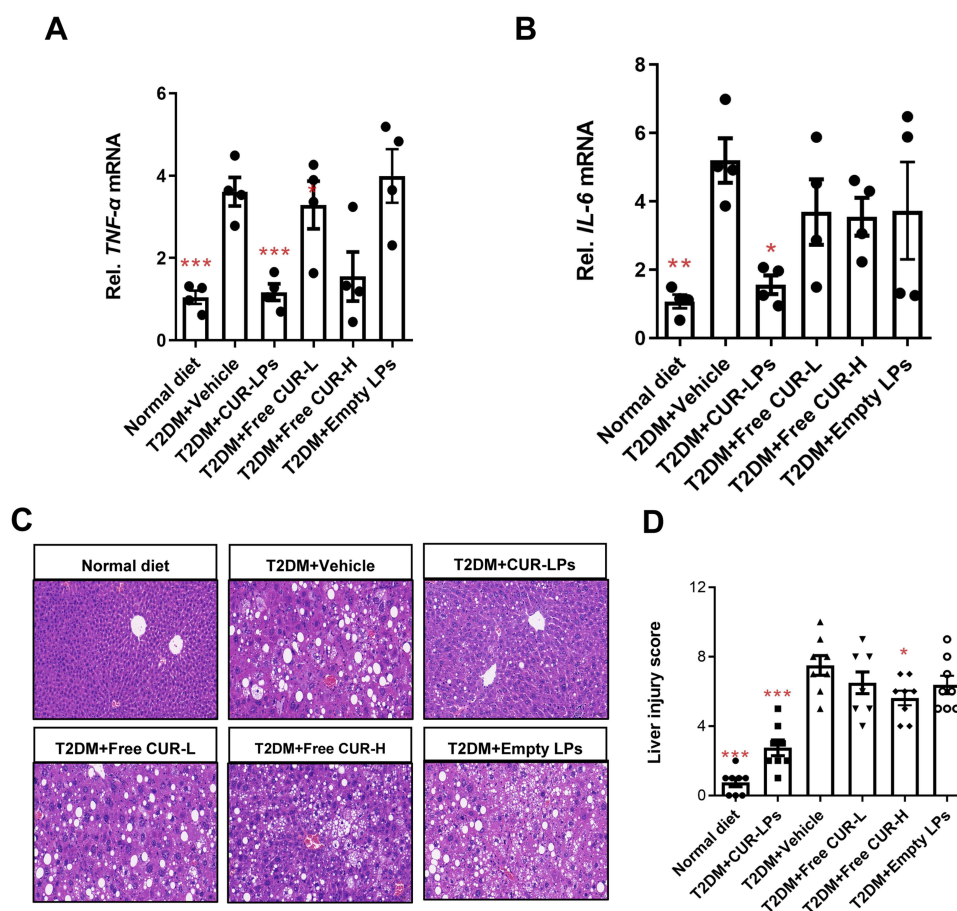 A
Rel. TNF-α mRNA
6
4
2
0
***
***
*
Normal diet
T2DM+Vehicle
T2DM+CUR-LPs
T2DM+Free CUR-L
T2DM+Free CUR-H
T2DM+Empty LPs
B
Rel. IL-6 mRNA
8
6
4
2
0
**
*
Normal diet
T2DM+Vehicle
T2DM+CUR-LPs
T2DM+Free CUR-L
T2DM+Free CUR-H
T2DM+Empty LPs
C
Normal diet
T2DM+Vehicle
T2DM+CUR-LPs
T2DM+Free CUR-L
T2DM+Free CUR-H
T2DM+Empty LPs
D
Liver injury score
12
8
4
0
***
***
*
Normal diet
T2DM+CUR-LPs
T2DM+Vehicle
T2DM+Free CUR-L
T2DM+Free CUR-H
T2DM+Empty LPs